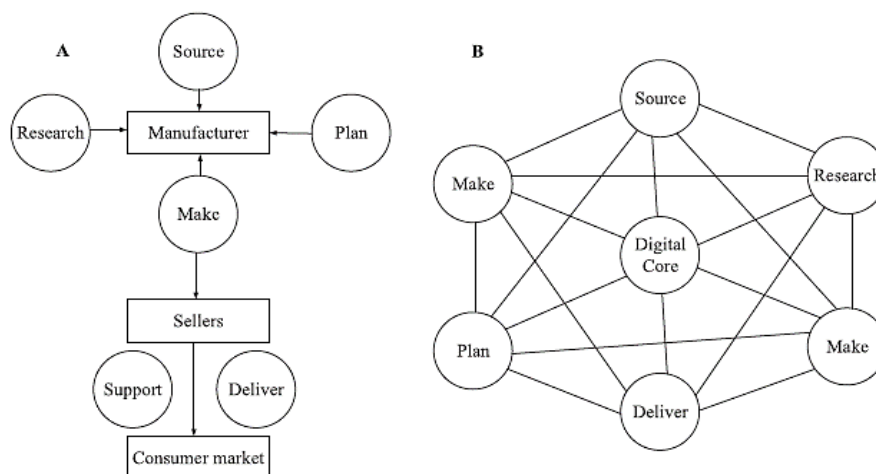 A
Source
Research
Manufacturer
Plan
Make
Sellers
Support
Deliver
Consumer market
B
Source
Make
Research
Digital
Core
Plan
Make
Deliver